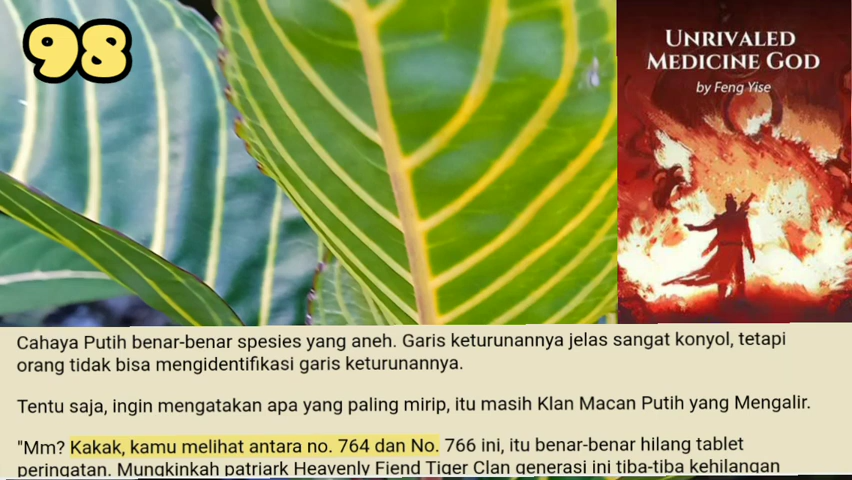 98
UNRIVALED
MEDICINE GOD
by Feng Yise
Cahaya Putih benar-benar spesies yang aneh. Garis keturunannya jelas sangat konyol, tetapi
orang tidak bisa mengidentifikasi garis keturunannya.
Tentu saja, ingin mengatakan apa yang paling mirip, itu masih Klan Macan Putih yang Mengalir.
"Mm? Kakak, kamu melihat antara no. 764 dan No. 766 ini, itu benar-benar hilang tablet
peringatan. Mungkinkah patriark Heavenly Fiend Tiger Clan generasi ini tiba-tiba kehilangan